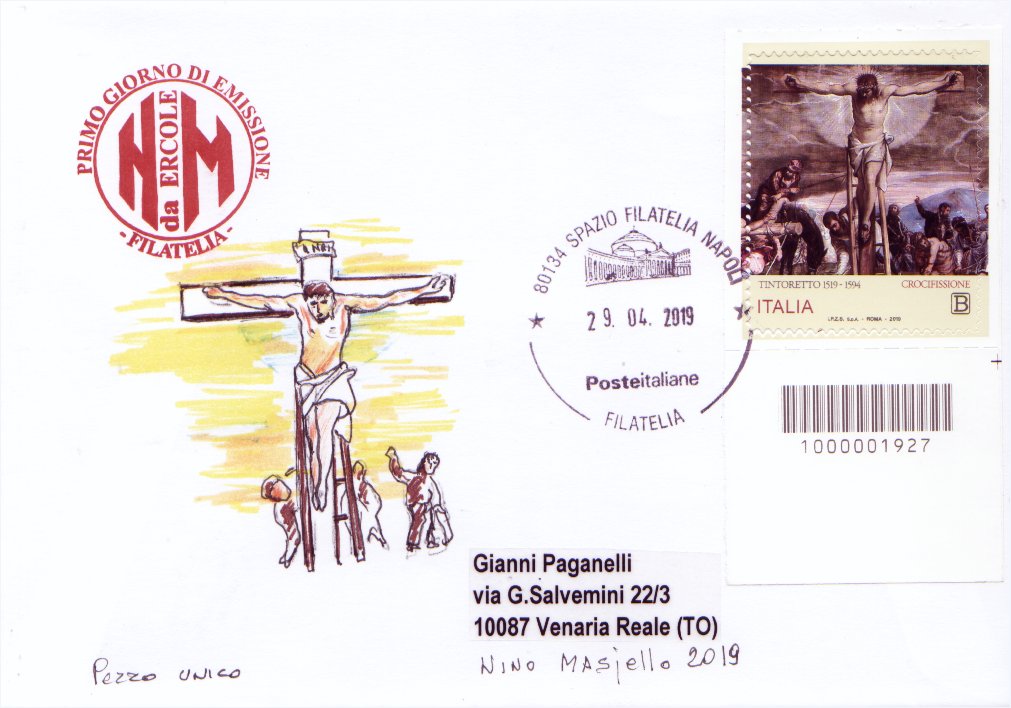 PRIMO GIORNO DI EMISSIONE
NM
da ERCOLE
- FILATELIA -
80134 SPAZIO FILATELIA NAPOLI
29. 04. 2019
Posteitaliane
FILATELIA
TINTORETTO 1519 - 1594 CROCIFISSIONE
ITALIA B
I.P.Z.S. S.p.A. - ROMA - 2019
1000001927
Gianni Paganelli
via G.Salvemini 22/3
10087 Venaria Reale (TO)
Nino Masiello 2019
Pezzo unico